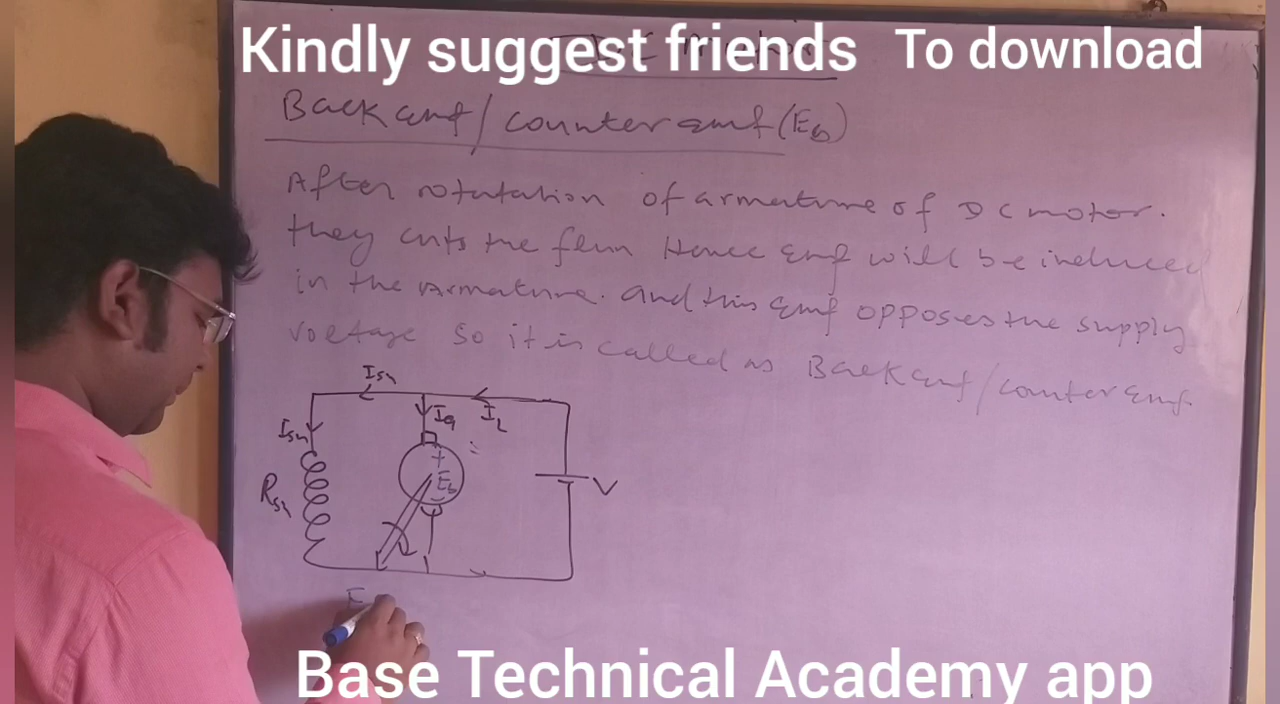 Kindly suggest friends To download
Back emf/counter emf (Eb)
After rotatation of armature of DC motor.
they cuts the flux Hence emf will be induced
in the Armature. and this emf opposes the supply
voltage so it is called as Back emf/counter emf.
Ish
Ish
Ia
IL
+
Eb
-
Rsh
V
E
Base Technical Academy app